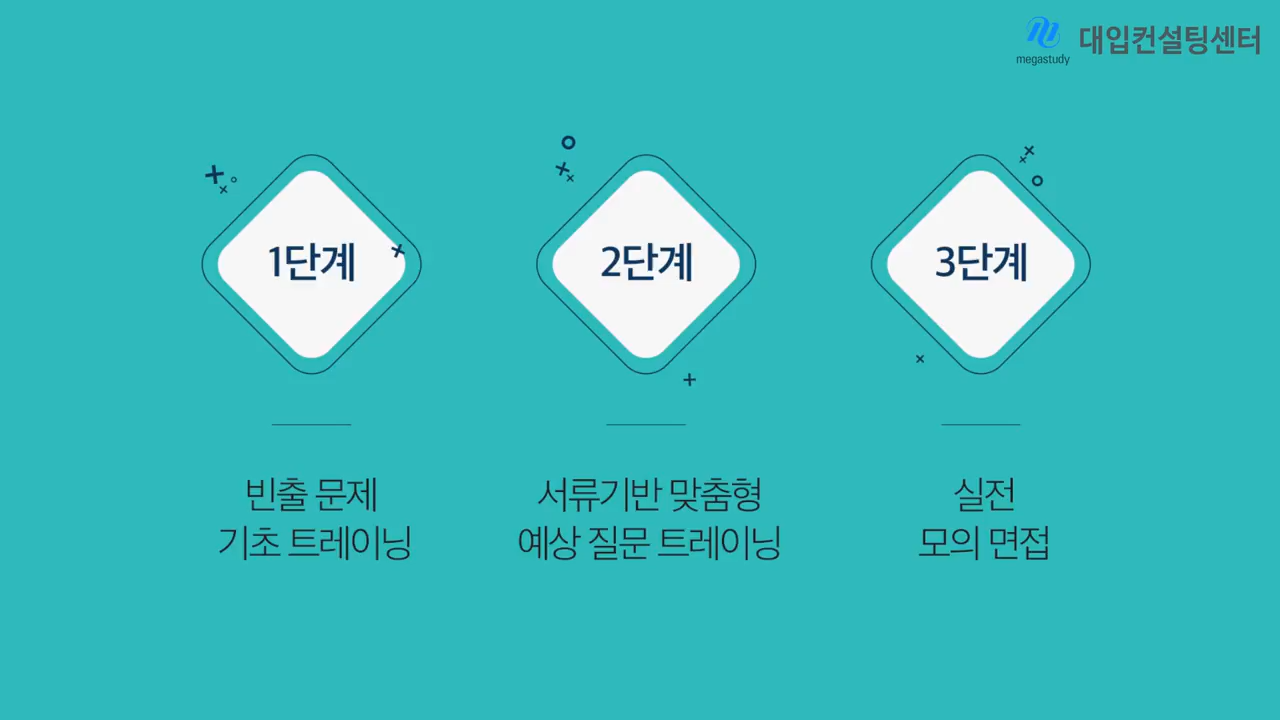 megastudy
대입컨설팅센터
1단계
2단계
3단계
빈출 문제
기초 트레이닝
서류기반 맞춤형
예상 질문 트레이닝
실전
모의 면접